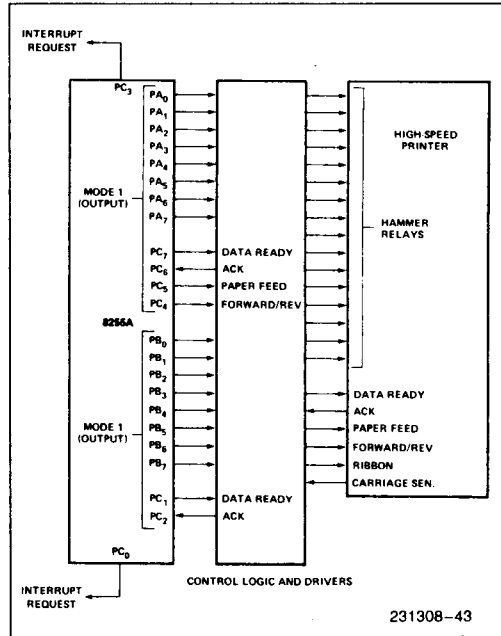 INTERRUPT
REQUEST
PC3
PA0
PA1
PA2
PA3
PA4
PA5
PA6
PA7
MODE 1
(OUTPUT)
PC7
PC6
PC5
PC4
DATA READY
ACK
PAPER FEED
FORWARD/REV
8255A
PB0
PB1
PB2
PB3
PB4
PB5
PB6
PB7
MODE 1
(OUTPUT)
PC1
PC2
DATA READY
ACK
PC0
INTERRUPT
REQUEST
CONTROL LOGIC AND DRIVERS
HIGH-SPEED
PRINTER
HAMMER
RELAYS
DATA READY
ACK
PAPER FEED
FORWARD/REV
RIBBON
CARRIAGE SEN.
231308–43